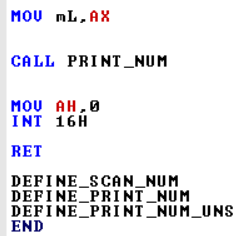 MOV mL,AX
CALL PRINT_NUM
MOV AH,0
INT 16H
RET
DEFINE_SCAN_NUM
DEFINE_PRINT_NUM
DEFINE_PRINT_NUM_UNS
END